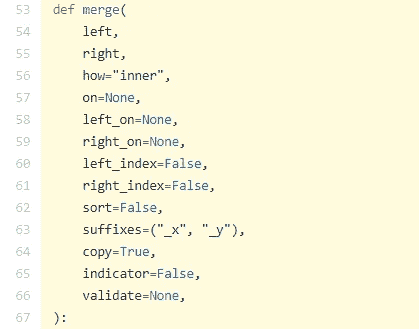 53 def merge(
54     left,
55     right,
56     how="inner",
57     on=None,
58     left_on=None,
59     right_on=None,
60     left_index=False,
61     right_index=False,
62     sort=False,
63     suffixes=("_x", "_y"),
64     copy=True,
65     indicator=False,
66     validate=None,
67 ):